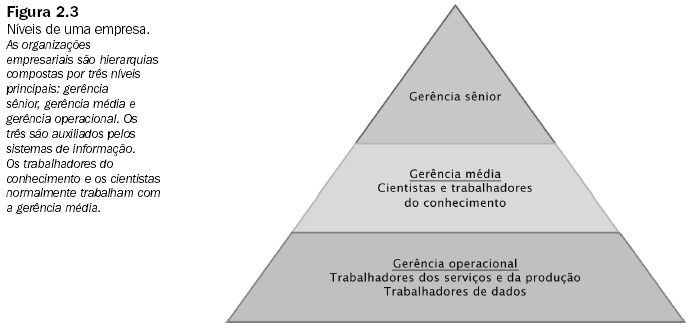 Figura 2.3
Níveis de uma empresa.
As organizações
empresariais são hierarquias
compostas por três níveis
principais: gerência
sênior, gerência média e
gerência operacional. Os
três são auxiliados pelos
sistemas de informação.
Os trabalhadores do
conhecimento e os cientistas
normalmente trabalham com
a gerência média.
Gerência sênior
Gerência média
Cientistas e trabalhadores
do conhecimento
Gerência operacional
Trabalhadores dos serviços e da produção
Trabalhadores de dados